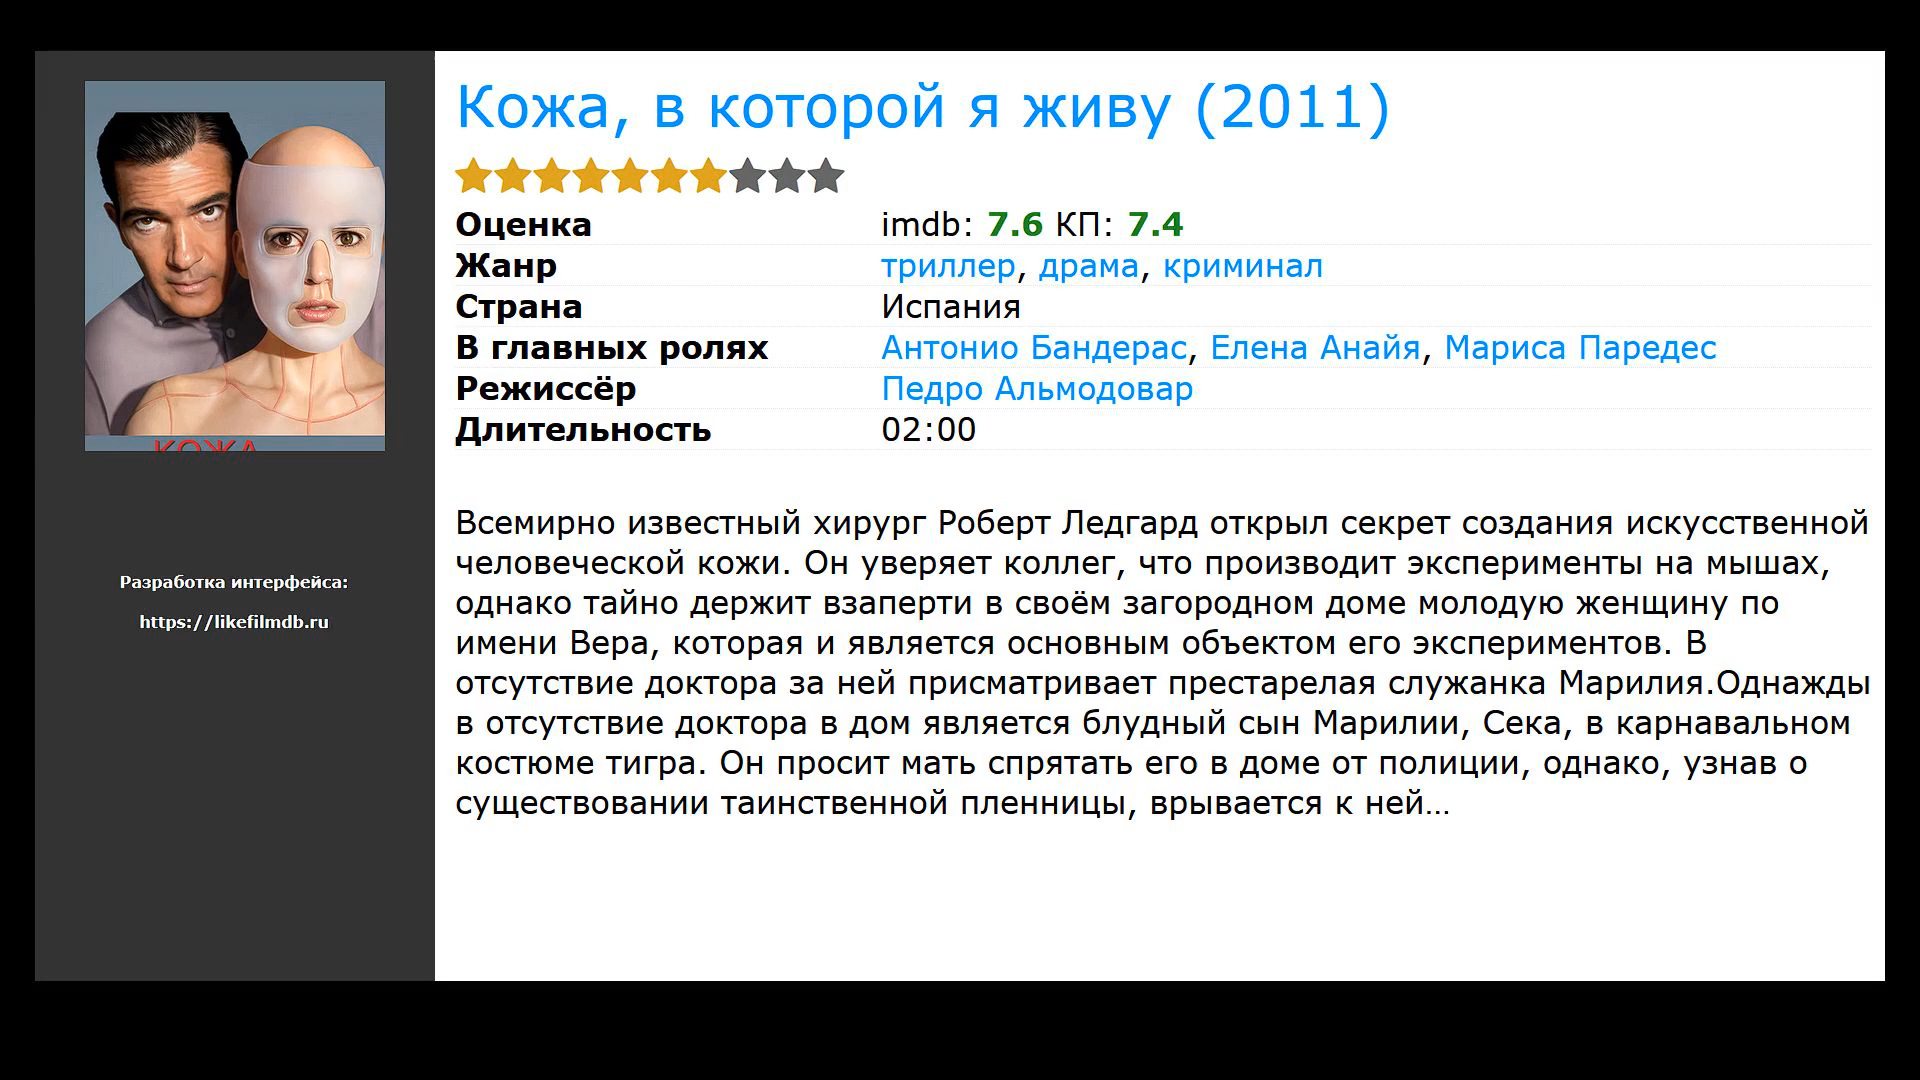 Кожа, в которой я живу (2011)
Оценка imdb: 7.6 КП: 7.4
Жанр триллер, драма, криминал
Страна Испания
В главных ролях Антонио Бандерас, Елена Анайя, Мариса Паредес
Режиссёр Педро Альмодовар
Длительность 02:00
КОЖА
Разработка интерфейса:
https://likefilmdb.ru
Всемирно известный хирург Роберт Ледгард открыл секрет создания искусственной
человеческой кожи. Он уверяет коллег, что производит эксперименты на мышах,
однако тайно держит взаперти в своём загородном доме молодую женщину по
имени Вера, которая и является основным объектом его экспериментов. В
отсутствие доктора за ней присматривает престарелая служанка Марилия.Однажды
в отсутствие доктора в дом является блудный сын Марилии, Сека, в карнавальном
костюме тигра. Он просит мать спрятать его в доме от полиции, однако, узнав о
существовании таинственной пленницы, врывается к ней…